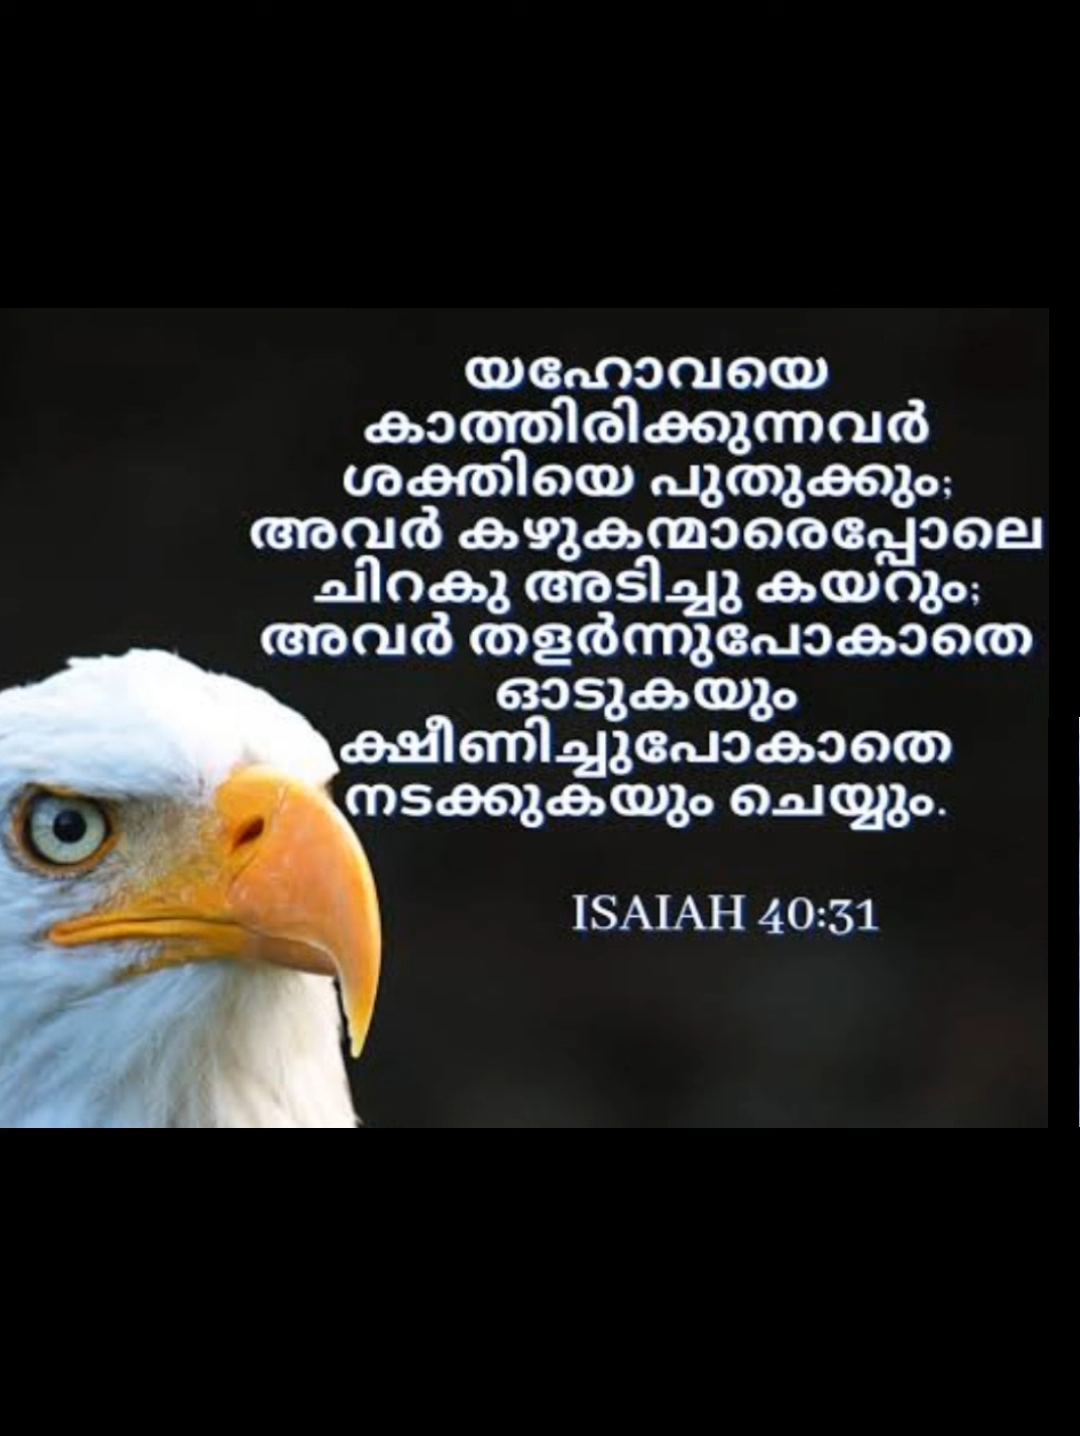 യഹോവയെ
കാത്തിരിക്കുന്നവർ
ശക്തിയെ പുതുക്കും;
അവർ കഴുകന്മാരെപ്പോലെ
ചിറകു അടിച്ചു കയറും;
അവർ തളർന്നുപോകാതെ
ഓടുകയും
ക്ഷീണിച്ചുപോകാതെ
നടക്കുകയും ചെയ്യും.
ISAIAH 40:31